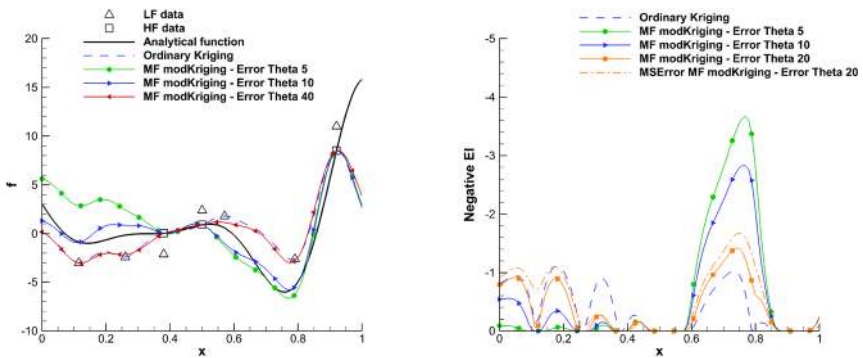 LF data
HF data
Analytical function
Ordinary Kriging
MF modKriging - Error Theta 5
MF modKriging - Error Theta 10
MF modKriging - Error Theta 40
20
15
10
5
0
-5
-10
f
0
0.2
0.4
0.6
0.8
1
x
Ordinary Kriging
MF modKriging - Error Theta 5
MF modKriging - Error Theta 10
MF modKriging - Error Theta 20
MSError MF modKriging - Error Theta 20
-5
-4
-3
-2
-1
0
Negative EI
0
0.2
0.4
0.6
0.8
1
x